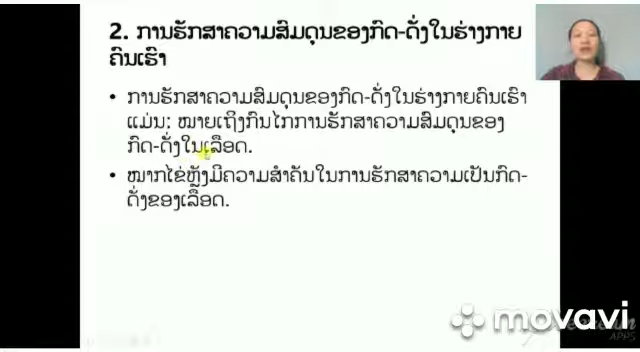 2. ການຮັກສາຄວາມສົມດຸນຂອງກົດ-ດັ່ງໃນຮ່າງກາຍ
ຄົນເຮົາ
• ການຮັກສາຄວາມສົມດຸນຂອງກົດ-ດັ່ງໃນຮ່າງກາຍຄົນເຮົາ
ແມ່ນ: ໝາຍເຖິງກົນໄກການຮັກສາຄວາມສົມດຸນຂອງ
ກົດ-ດັ່ງໃນເລືອດ.
• ໝາກໄຂ່ຫຼັງມີຄວາມສຳຄັນໃນການຮັກສາຄວາມເປັນກົດ-
ດັ່ງຂອງເລືອດ.
movavi
APPS